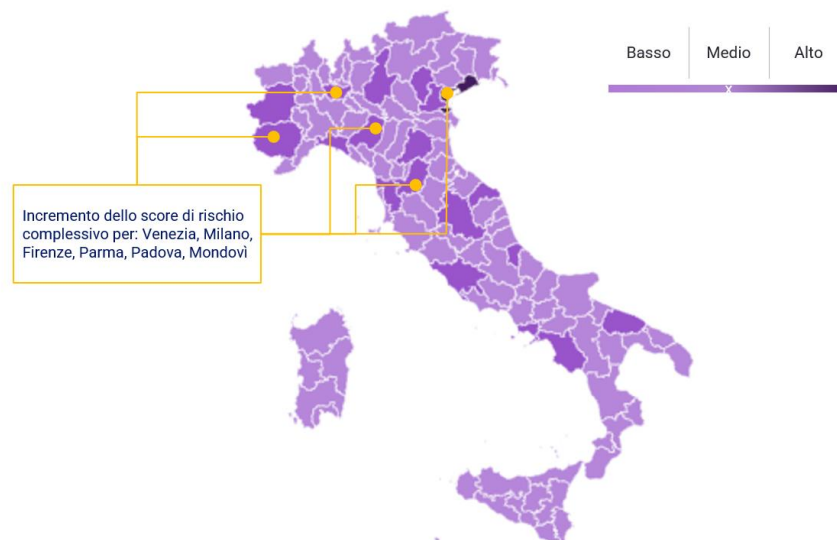 Basso Medio Alto
x
Incremento dello score di rischio
complessivo per: Venezia, Milano,
Firenze, Parma, Padova, Mondovì